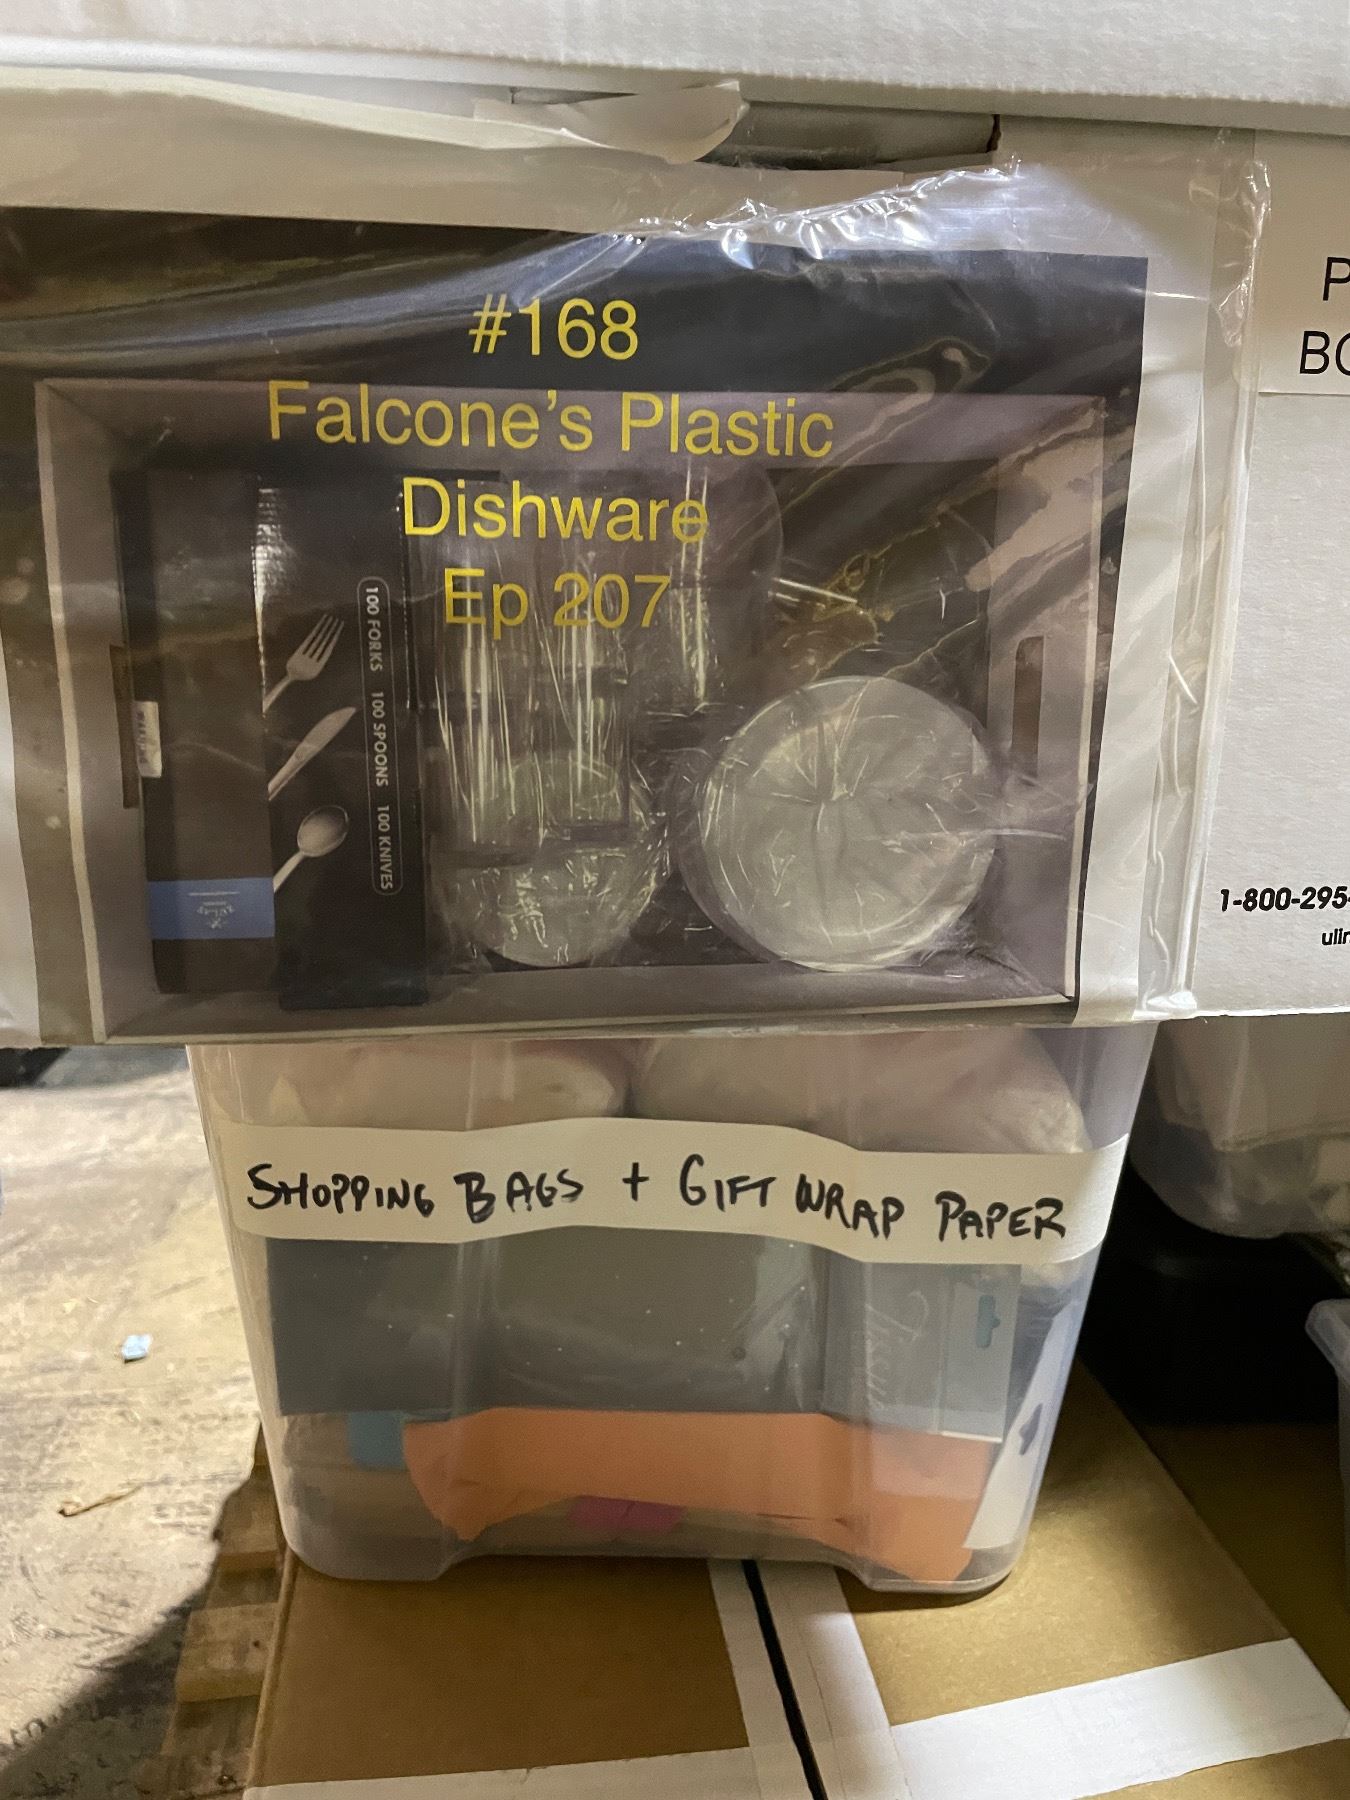 #168
Falcone's Plastic
Dishware
Ep 207
100 FORKS 100 SPOONS 100 KNIVES
1-800-295-
SHOPPING BAGS + GIFT WRAP PAPER